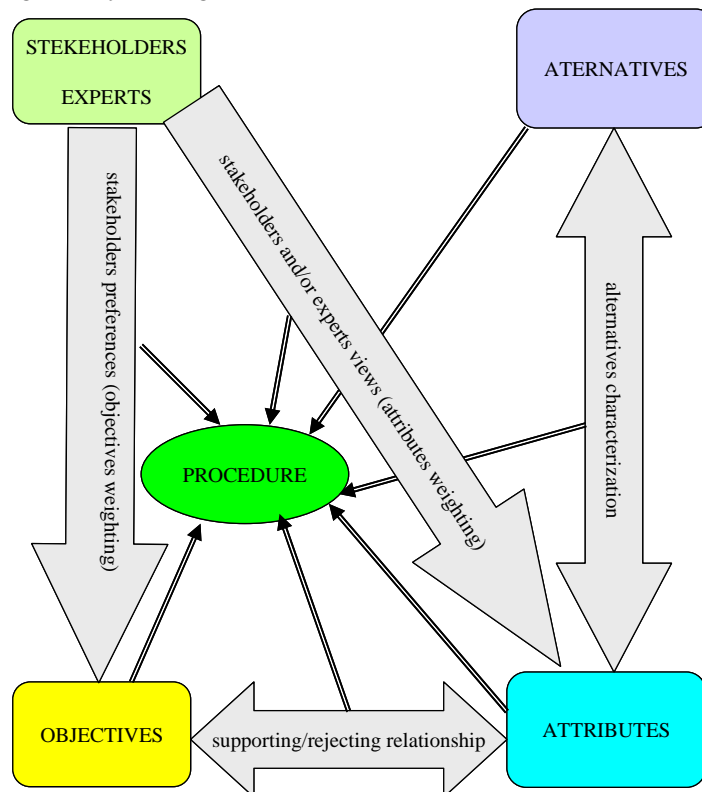 STEKEHOLDERS
EXPERTS
ATERNATIVES
stakeholders preferences (objectives weighting)
stakeholders and/or experts views (attributes weighting)
alternatives characterization
PROCEDURE
OBJECTIVES
supporting/rejecting relationship
ATTRIBUTES